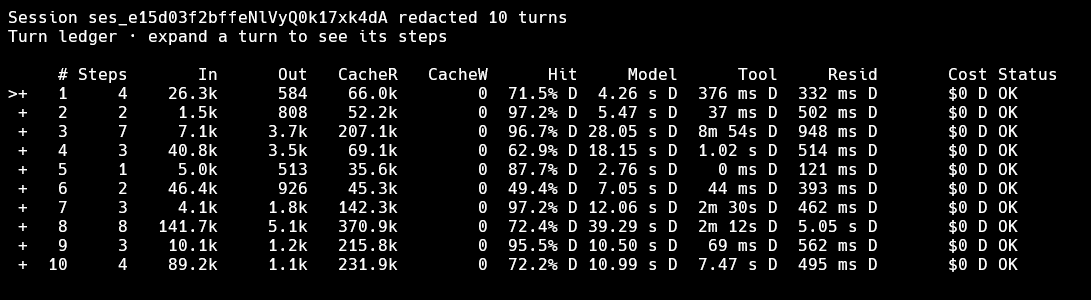 Session ses_e15d03f2bffeNlVyQ0k17xk4dA redacted 10 turns
Turn ledger · expand a turn to see its steps
# Steps In Out CacheR CacheW Hit Model Tool Resid Cost Status
>+ 1 4 26.3k 584 66.0k 0 71.5% D 4.26 s D 376 ms D 332 ms D $0 D OK
+ 2 2 1.5k 808 52.2k 0 97.2% D 5.47 s D 37 ms D 502 ms D $0 D OK
+ 3 7 7.1k 3.7k 207.1k 0 96.7% D 28.05 s D 8m 54s D 948 ms D $0 D OK
+ 4 3 40.8k 3.5k 69.1k 0 62.9% D 18.15 s D 1.02 s D 514 ms D $0 D OK
+ 5 1 5.0k 513 35.6k 0 87.7% D 2.76 s D 0 ms D 121 ms D $0 D OK
+ 6 2 46.4k 926 45.3k 0 49.4% D 7.05 s D 44 ms D 393 ms D $0 D OK
+ 7 3 4.1k 1.8k 142.3k 0 97.2% D 12.06 s D 2m 30s D 462 ms D $0 D OK
+ 8 8 141.7k 5.1k 370.9k 0 72.4% D 39.29 s D 2m 12s D 5.05 s D $0 D OK
+ 9 3 10.1k 1.2k 215.8k 0 95.5% D 10.50 s D 69 ms D 562 ms D $0 D OK
+ 10 4 89.2k 1.1k 231.9k 0 72.2% D 10.99 s D 7.47 s D 495 ms D $0 D OK